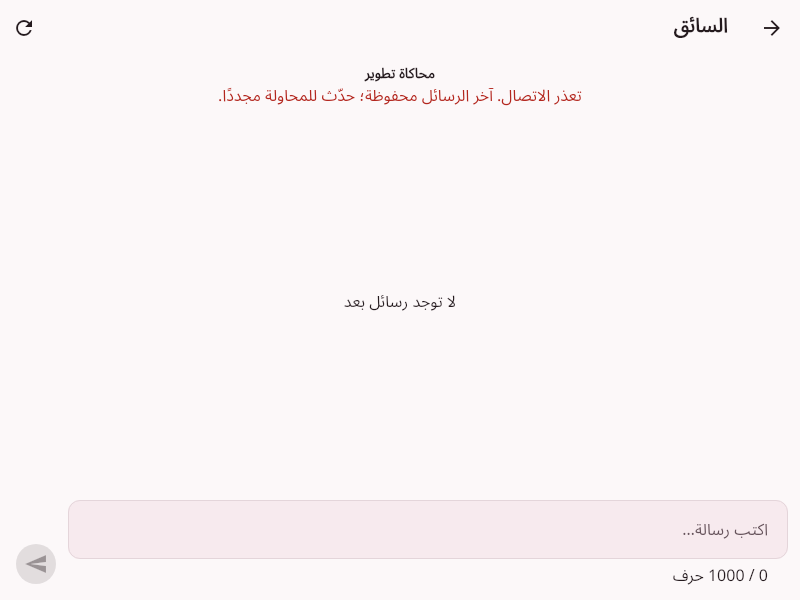 السائق
محاكاة تطوير
تعذر الاتصال. آخر الرسائل محفوظة؛ حدّث للمحاولة مجددًا.
لا توجد رسائل بعد
اكتب رسالة...
0 / 1000 حرف